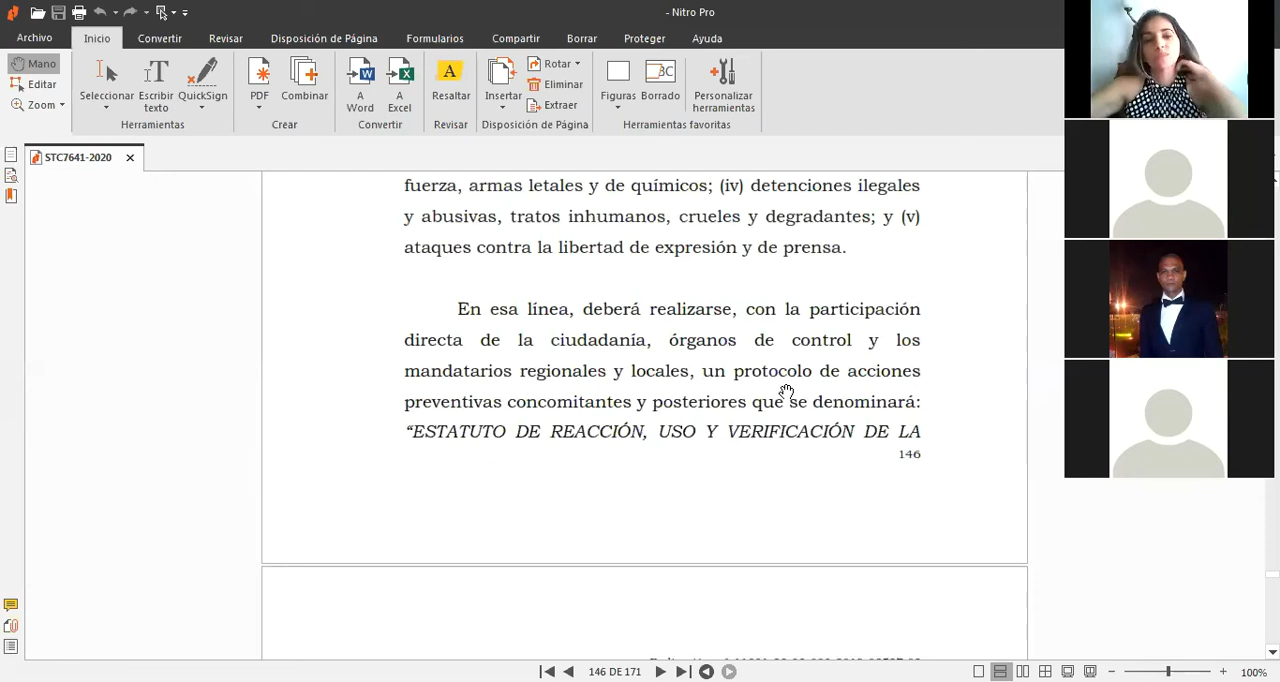 - Nitro Pro
Archivo Inicio Convertir Revisar Disposición de Página Formularios Compartir Borrar Proteger Ayuda
Mano
Editar
Zoom
Seleccionar
Escribir texto
QuickSign
Herramientas
PDF
Combinar
Crear
A Word
A Excel
Convertir
Resaltar
Revisar
Insertar
Rotar
Eliminar
Extraer
Disposición de Página
Figuras
Borrado
Personalizar herramientas
Herramientas favoritas
STC7641-2020
fuerza, armas letales y de químicos; (iv) detenciones ilegales
y abusivas, tratos inhumanos, crueles y degradantes; y (v)
ataques contra la libertad de expresión y de prensa.
En esa línea, deberá realizarse, con la participación
directa de la ciudadanía, órganos de control y los
mandatarios regionales y locales, un protocolo de acciones
preventivas concomitantes y posteriores que se denominará:
“ESTATUTO DE REACCIÓN, USO Y VERIFICACIÓN DE LA
146
146 DE 171
100%